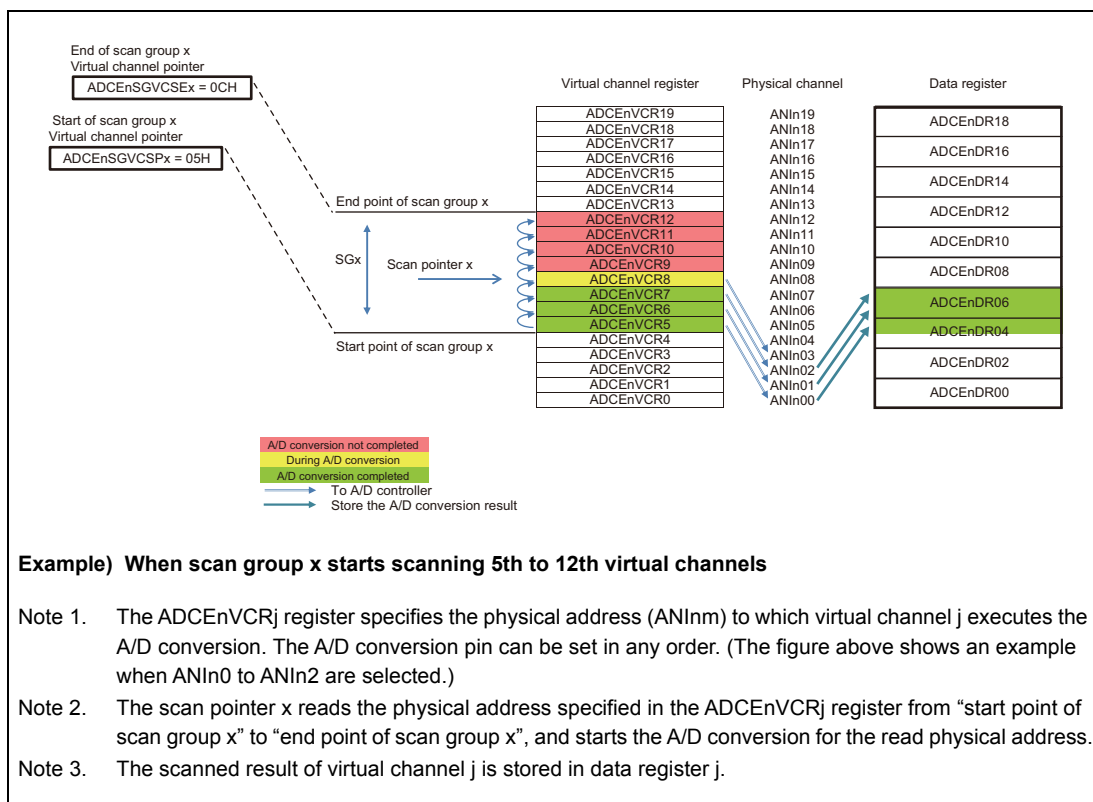 End of scan group x
Virtual channel pointer
ADCEnSGVCSEx = 0CH
Start of scan group x
Virtual channel pointer
ADCEnSGVCSPx = 05H
End point of scan group x
SGx
Scan pointer x
Start point of scan group x
Virtual channel register
ADCEnVCR19
ADCEnVCR18
ADCEnVCR17
ADCEnVCR16
ADCEnVCR15
ADCEnVCR14
ADCEnVCR13
ADCEnVCR12
ADCEnVCR11
ADCEnVCR10
ADCEnVCR9
ADCEnVCR8
ADCEnVCR7
ADCEnVCR6
ADCEnVCR5
ADCEnVCR4
ADCEnVCR3
ADCEnVCR2
ADCEnVCR1
ADCEnVCR0
Physical channel
ANIn19
ANIn18
ANIn17
ANIn16
ANIn15
ANIn14
ANIn13
ANIn12
ANIn11
ANIn10
ANIn09
ANIn08
ANIn07
ANIn06
ANIn05
ANIn04
ANIn03
ANIn02
ANIn01
ANIn00
Data register
ADCEnDR18
ADCEnDR16
ADCEnDR14
ADCEnDR12
ADCEnDR10
ADCEnDR08
ADCEnDR06
ADCEnDR04
ADCEnDR02
ADCEnDR00
A/D conversion not completed
During A/D conversion
A/D conversion completed
To A/D controller
Store the A/D conversion result
Example) When scan group x starts scanning 5th to 12th virtual channels
Note 1. The ADCEnVCRj register specifies the physical address (ANInm) to which virtual channel j executes the
A/D conversion. The A/D conversion pin can be set in any order. (The figure above shows an example
when ANIn0 to ANIn2 are selected.)
Note 2. The scan pointer x reads the physical address specified in the ADCEnVCRj register from “start point of
scan group x” to “end point of scan group x”, and starts the A/D conversion for the read physical address.
Note 3. The scanned result of virtual channel j is stored in data register j.